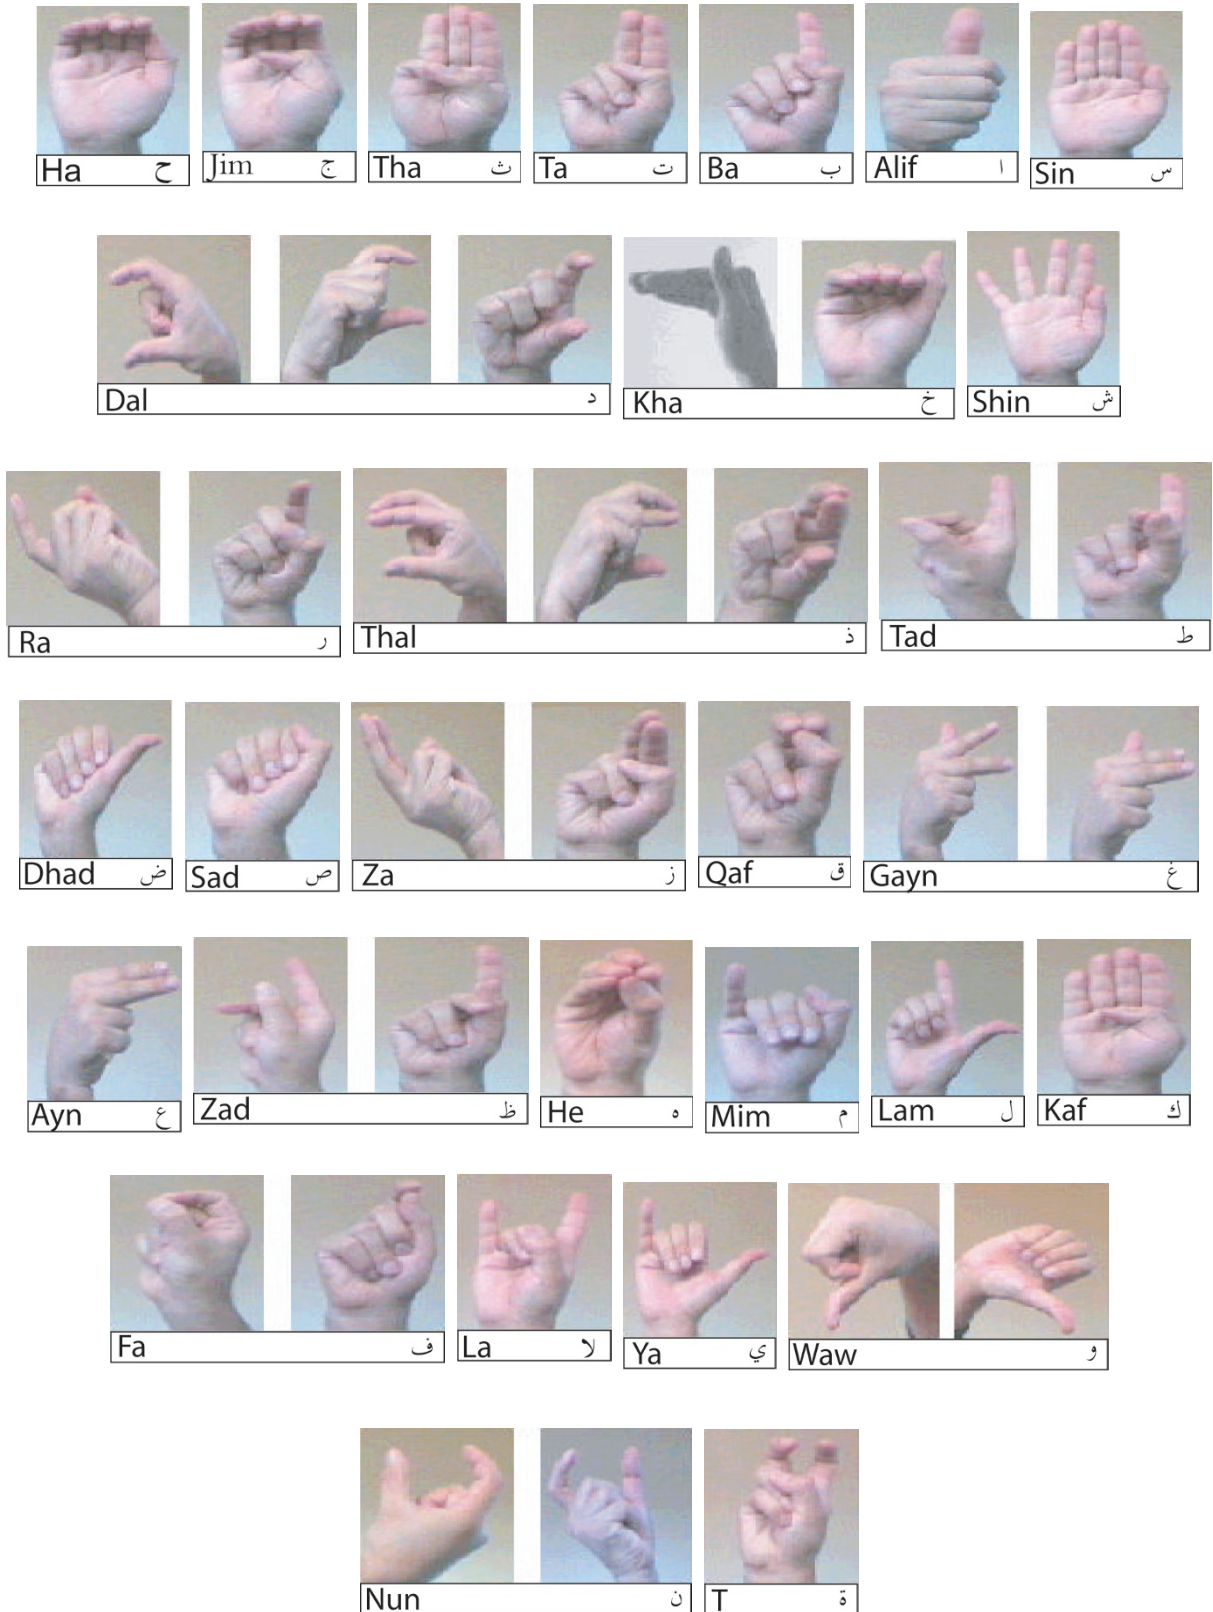 Ha ح
Jim ج
Tha ث
Ta ت
Ba ب
Alif ا
Sin س
Dal د
Kha خ
Shin ش
Ra ر
Thal ذ
Tad ط
Dhad ض
Sad ص
Za ز
Qaf ق
Gayn غ
Ayn ع
Zad ظ
He ه
Mim م
Lam ل
Kaf ك
Fa ف
La لا
Ya ي
Waw و
Nun ن
T ة